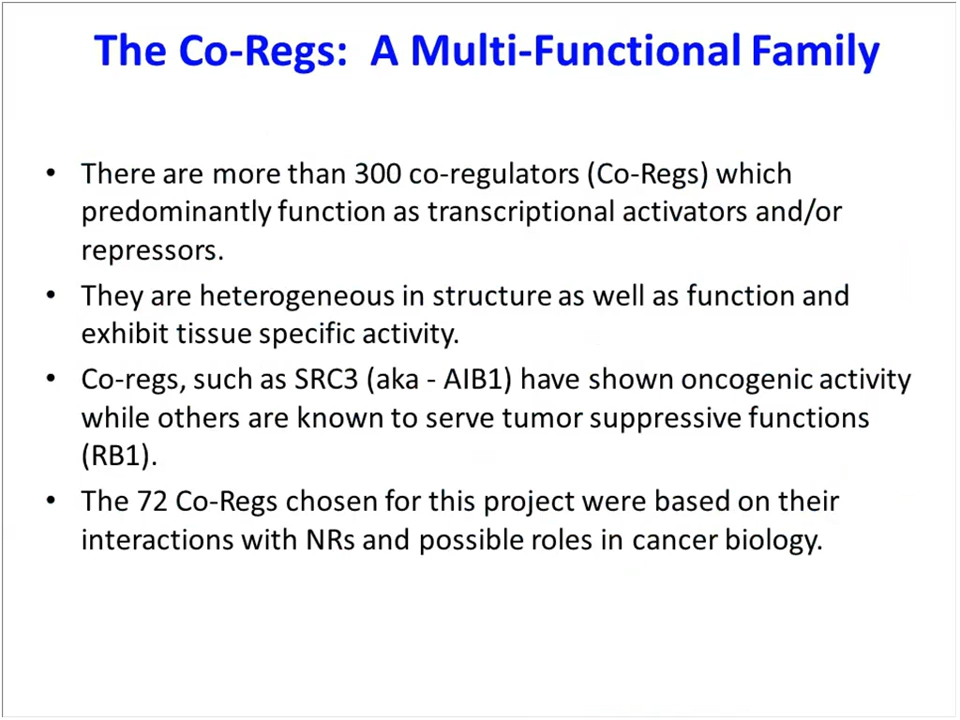 The Co-Regs:  A Multi-Functional Family
• There are more than 300 co-regulators (Co-Regs) which
predominantly function as transcriptional activators and/or
repressors.
• They are heterogeneous in structure as well as function and
exhibit tissue specific activity.
• Co-regs, such as SRC3 (aka - AIB1) have shown oncogenic activity
while others are known to serve tumor suppressive functions
(RB1).
• The 72 Co-Regs chosen for this project were based on their
interactions with NRs and possible roles in cancer biology.